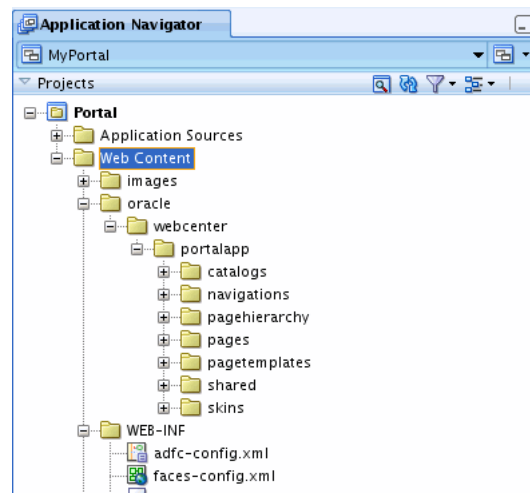 Application Navigator
MyPortal
Projects
Portal
Application Sources
Web Content
images
oracle
webcenter
portalapp
catalogs
navigations
pagehierarchy
pages
pagetemplates
shared
skins
WEB-INF
adfc-config.xml
faces-config.xml